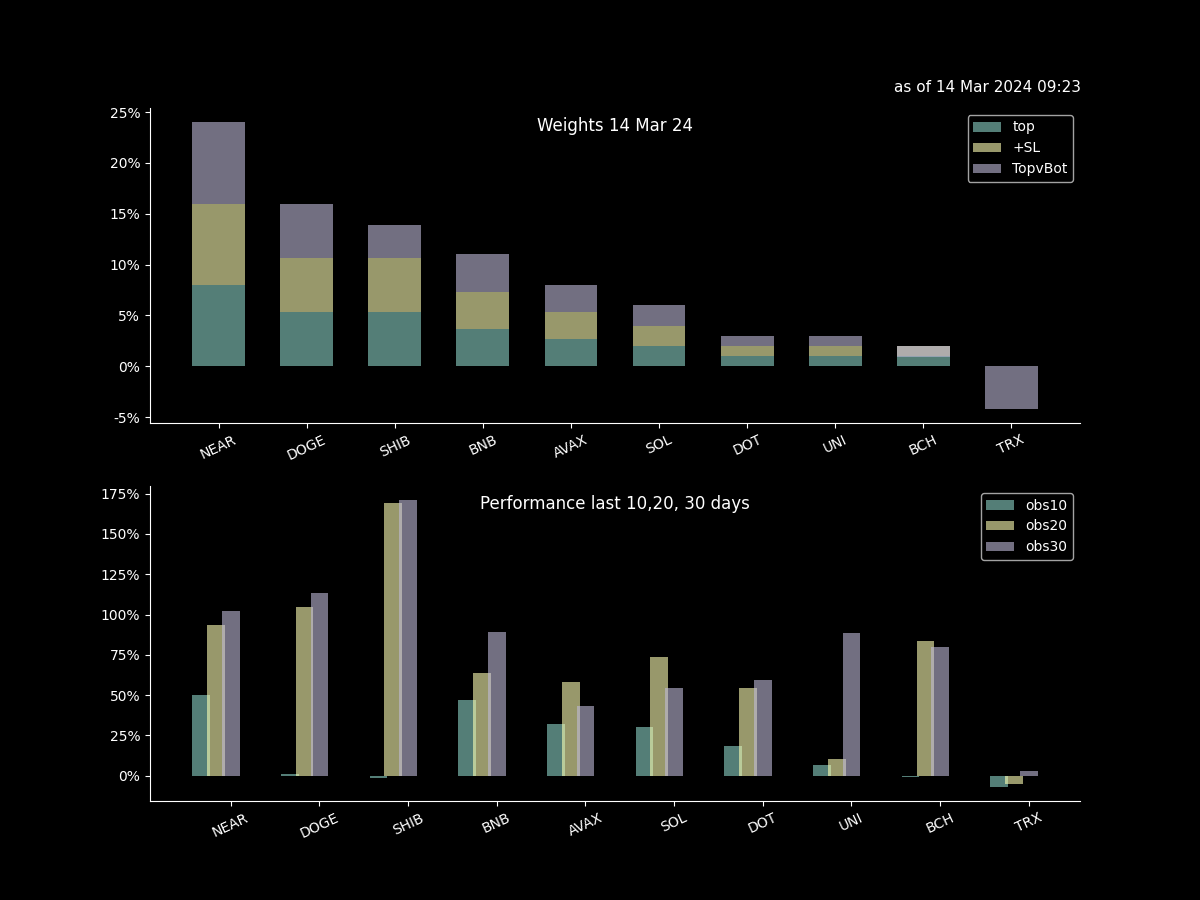 as of 14 Mar 2024 09:23
Weights 14 Mar 24
top
+SL
TopvBot
25%
20%
15%
10%
5%
0%
-5%
NEAR DOGE SHIB BNB AVAX SOL DOT UNI BCH TRX
Performance last 10,20, 30 days
obs10
obs20
obs30
175%
150%
125%
100%
75%
50%
25%
0%
NEAR DOGE SHIB BNB AVAX SOL DOT UNI BCH TRX